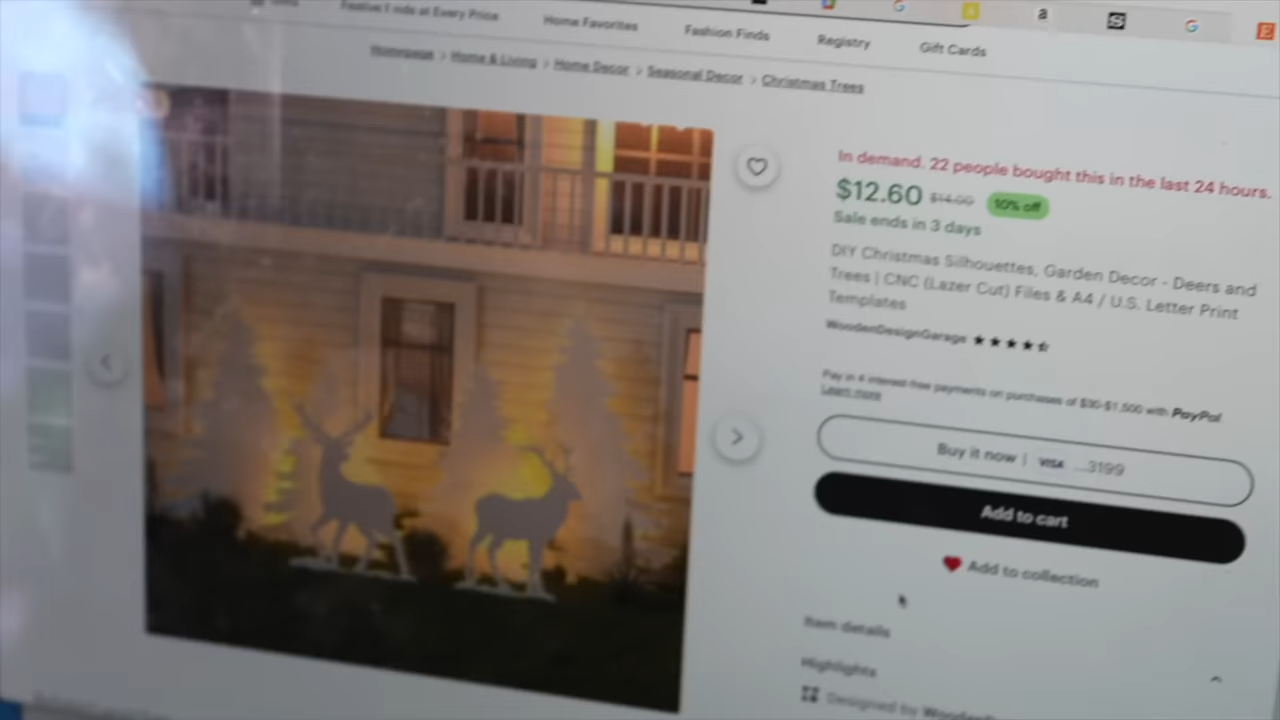 Festive Finds at Every Price Home Favorites Fashion Finds Registry Gift Cards
Homepage > Home & Living > Home Decor > Seasonal Decor > Christmas Trees
In demand. 22 people bought this in the last 24 hours.
$12.60 $14.00 10% off
Sale ends in 3 days
DIY Christmas Silhouettes, Garden Decor - Deers and
Trees | CNC (Lazer Cut) Files & A4 / U.S. Letter Print
Templates
WoodenDesignGarage ★★★★
Pay in 4 interest-free payments on purchases of $30-$1,500 with PayPal
Learn more
Buy it now | VISA ...3199
Add to cart
Add to collection
Item details
Highlights
Designed by